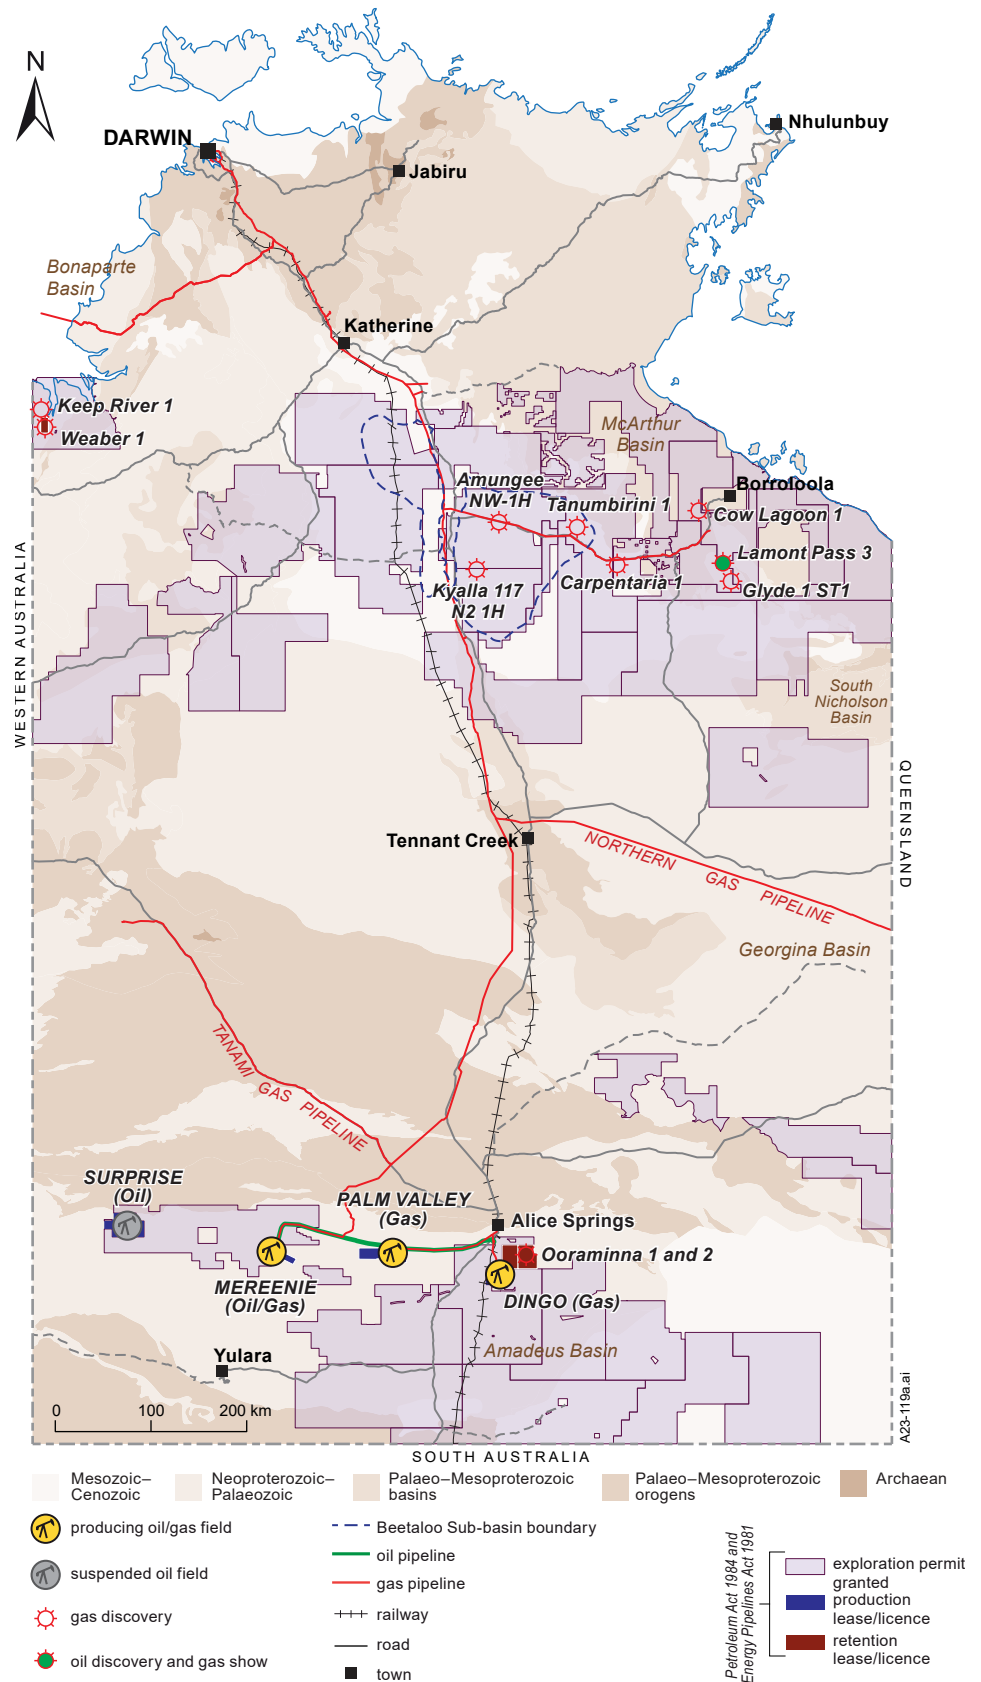 N
DARWIN
Nhulunbuy
Jabiru
Bonaparte
Basin
Katherine
Keep River 1
Weaber 1
McArthur
Basin
Amungee
NW-1H
Tanumbirini 1
Borroloola
Cow Lagoon 1
Lamont Pass 3
Carpentaria 1
Glyde 1 ST1
Kyalla 117
N2 1H
WESTERN AUSTRALIA
South
Nicholson
Basin
QUEENSLAND
Tennant Creek
NORTHERN GAS PIPELINE
Georgina Basin
TANAMI GAS PIPELINE
SURPRISE
(Oil)
PALM VALLEY
(Gas)
Alice Springs
Ooraminna 1 and 2
MEREENIE
(Oil/Gas)
DINGO (Gas)
Amadeus Basin
Yulara
0 100 200 km
A23-119a.ai
SOUTH AUSTRALIA
Mesozoic–
Cenozoic
Neoproterozoic–
Palaeozoic
Palaeo–Mesoproterozoic
basins
Palaeo–Mesoproterozoic
orogens
Archaean
producing oil/gas field
suspended oil field
gas discovery
oil discovery and gas show
Beetaloo Sub-basin boundary
oil pipeline
gas pipeline
railway
road
town
Petroleum Act 1984 and
Energy Pipelines Act 1981
exploration permit
granted
production
lease/licence
retention
lease/licence